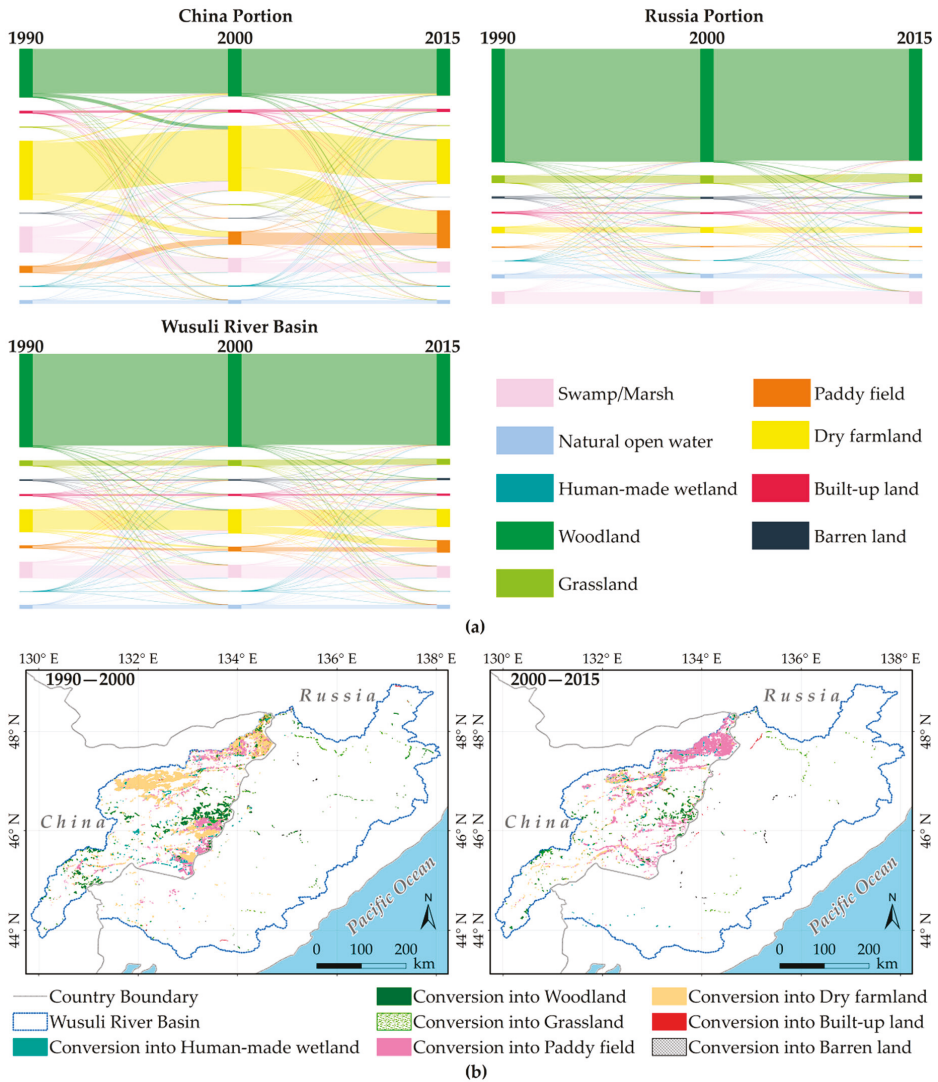 China Portion
1990 2000 2015
Russia Portion
1990 2000 2015
Wusuli River Basin
1990 2000 2015
Swamp/Marsh
Paddy field
Natural open water
Dry farmland
Human-made wetland
Built-up land
Woodland
Barren land
Grassland
(a)
130° E 132° E 134° E 136° E 138° E
1990—2000
Russia
China
48° N
46° N
44° N
Pacific Ocean
N
0 100 200
km
130° E 132° E 134° E 136° E 138° E
2000—2015
Russia
China
48° N
46° N
44° N
Pacific Ocean
N
0 100 200
km
Country Boundary
Conversion into Woodland
Conversion into Dry farmland
Wusuli River Basin
Conversion into Grassland
Conversion into Built-up land
Conversion into Human-made wetland
Conversion into Paddy field
Conversion into Barren land
(b)